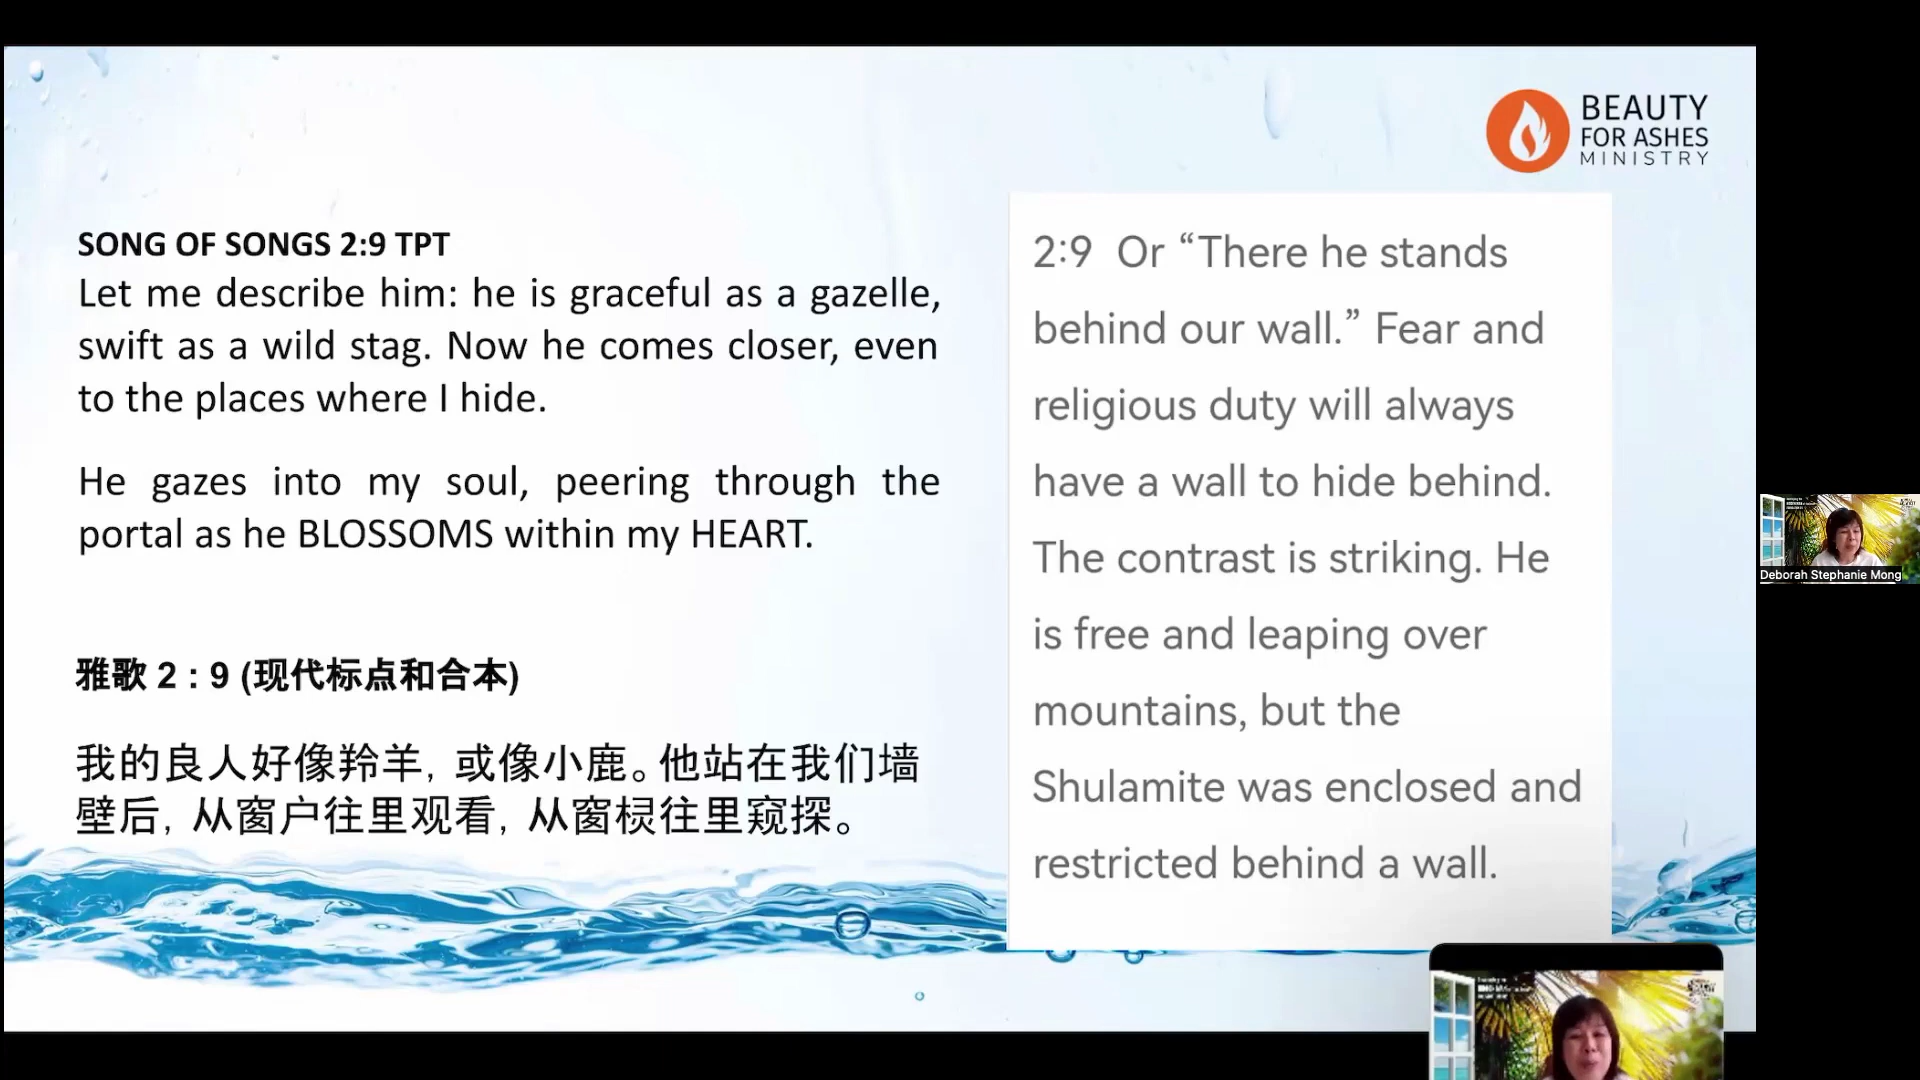 BEAUTY
FOR ASHES
MINISTRY
SONG OF SONGS 2:9 TPT
Let me describe him: he is graceful as a gazelle,
swift as a wild stag. Now he comes closer, even
to the places where I hide.
He gazes into my soul, peering through the
portal as he BLOSSOMS within my HEART.
雅歌 2 : 9 (现代标点和合本)
我的良人好像羚羊, 或像小鹿。他站在我们墙
壁后, 从窗户往里观看, 从窗棂往里窥探。
2:9 Or “There he stands
behind our wall.” Fear and
religious duty will always
have a wall to hide behind.
The contrast is striking. He
is free and leaping over
mountains, but the
Shulamite was enclosed and
restricted behind a wall.
Deborah Stephanie Mong